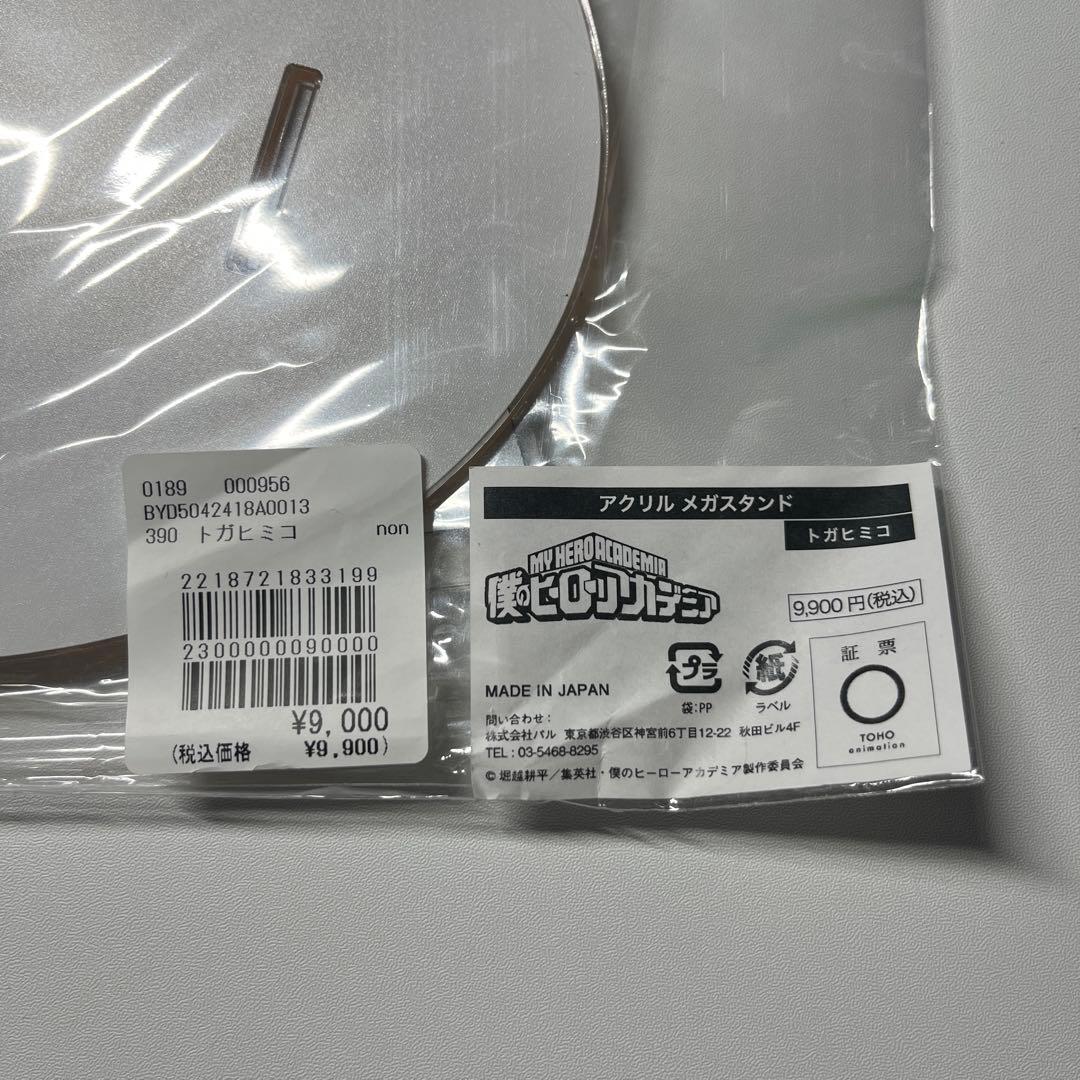 0189 000956
BYD5042418A0013
390 トガヒミコ non
2218721833199
2300000090000
¥9,000
(税込価格 ¥9,900)
アクリル メガスタンド
トガヒミコ
MY HERO ACADEMIA
僕のヒーローアカデミア
9,900円(税込)
証票
TOHO
animation
プラ
袋:PP
紙
ラベル
MADE IN JAPAN
問い合わせ:
株式会社パル 東京都渋谷区神宮前6丁目12-22 秋田ビル4F
TEL : 03-5468-8295
© 堀越耕平／集英社・僕のヒーローアカデミア製作委員会